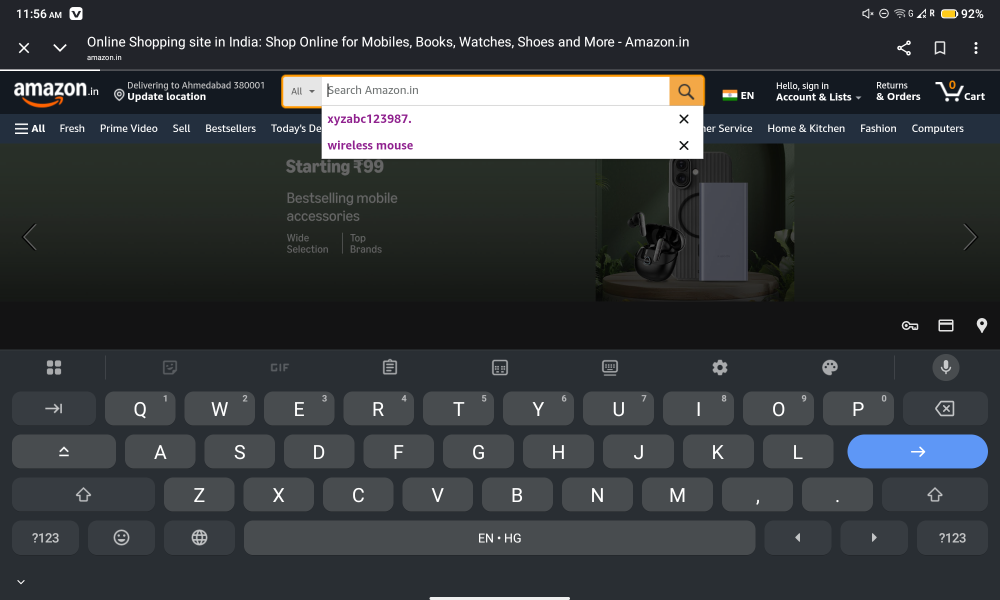 11:56 AM
G R 92%
Online Shopping site in India: Shop Online for Mobiles, Books, Watches, Shoes and More - Amazon.in
amazon.in
amazon.in
Delivering to Ahmedabad 380001
Update location
All
Search Amazon.in
EN
Hello, sign in
Account & Lists
Returns
& Orders
0
Cart
xyzabc123987.
wireless mouse
All Fresh Prime Video Sell Bestsellers Today's De
ner Service Home & Kitchen Fashion Computers
Starting ₹99
Bestselling mobile
accessories
Wide
Selection
Top
Brands
GIF
Q 1 W 2 E 3 R 4 T 5 Y 6 U 7 I 8 O 9 P 0
A S D F G H J K L
Z X C V B N M , .
?123 EN • HG ?123